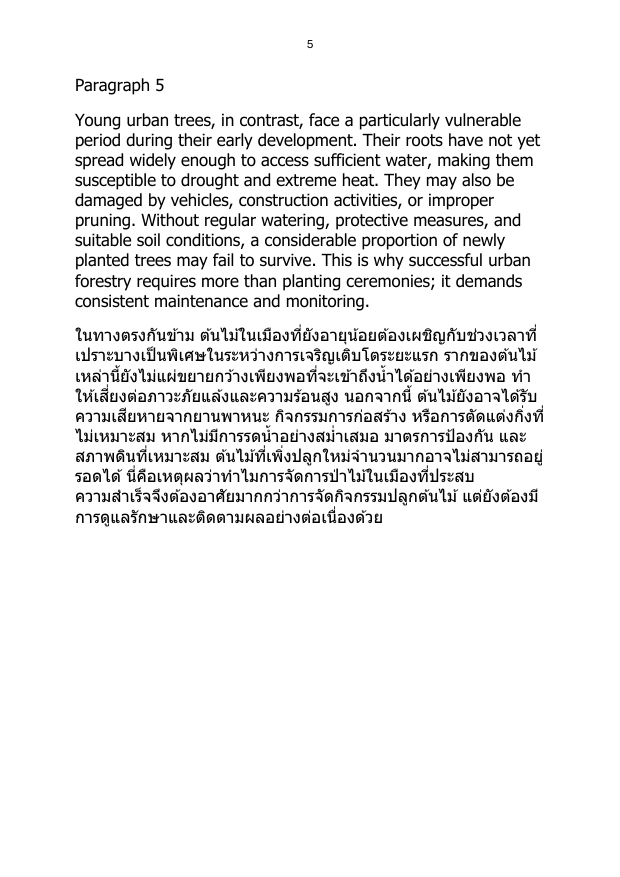 5
Paragraph 5
Young urban trees, in contrast, face a particularly vulnerable
period during their early development. Their roots have not yet
spread widely enough to access sufficient water, making them
susceptible to drought and extreme heat. They may also be
damaged by vehicles, construction activities, or improper
pruning. Without regular watering, protective measures, and
suitable soil conditions, a considerable proportion of newly
planted trees may fail to survive. This is why successful urban
forestry requires more than planting ceremonies; it demands
consistent maintenance and monitoring.
ในทางตรงกันข้าม ต้นไม้ในเมืองที่ยังอายุน้อยต้องเผชิญกับช่วงเวลาที่
เปราะบางเป็นพิเศษในระหว่างการเจริญเติบโตระยะแรก รากของต้นไม้
เหล่านี้ยังไม่แผ่ขยายกว้างเพียงพอที่จะเข้าถึงน้ำได้อย่างเพียงพอ ทำ
ให้เสี่ยงต่อภาวะภัยแล้งและความร้อนสูง นอกจากนี้ ต้นไม้ยังอาจได้รับ
ความเสียหายจากยานพาหนะ กิจกรรมการก่อสร้าง หรือการตัดแต่งกิ่งที่
ไม่เหมาะสม หากไม่มีการรดน้ำอย่างสม่ำเสมอ มาตรการป้องกัน และ
สภาพดินที่เหมาะสม ต้นไม้ที่เพิ่งปลูกใหม่จำนวนมากอาจไม่สามารถอยู่
รอดได้ นี่คือเหตุผลว่าทำไมการจัดการป่าไม้ในเมืองที่ประสบ
ความสำเร็จจึงต้องอาศัยมากกว่าการจัดกิจกรรมปลูกต้นไม้ แต่ยังต้องมี
การดูแลรักษาและติดตามผลอย่างต่อเนื่องด้วย